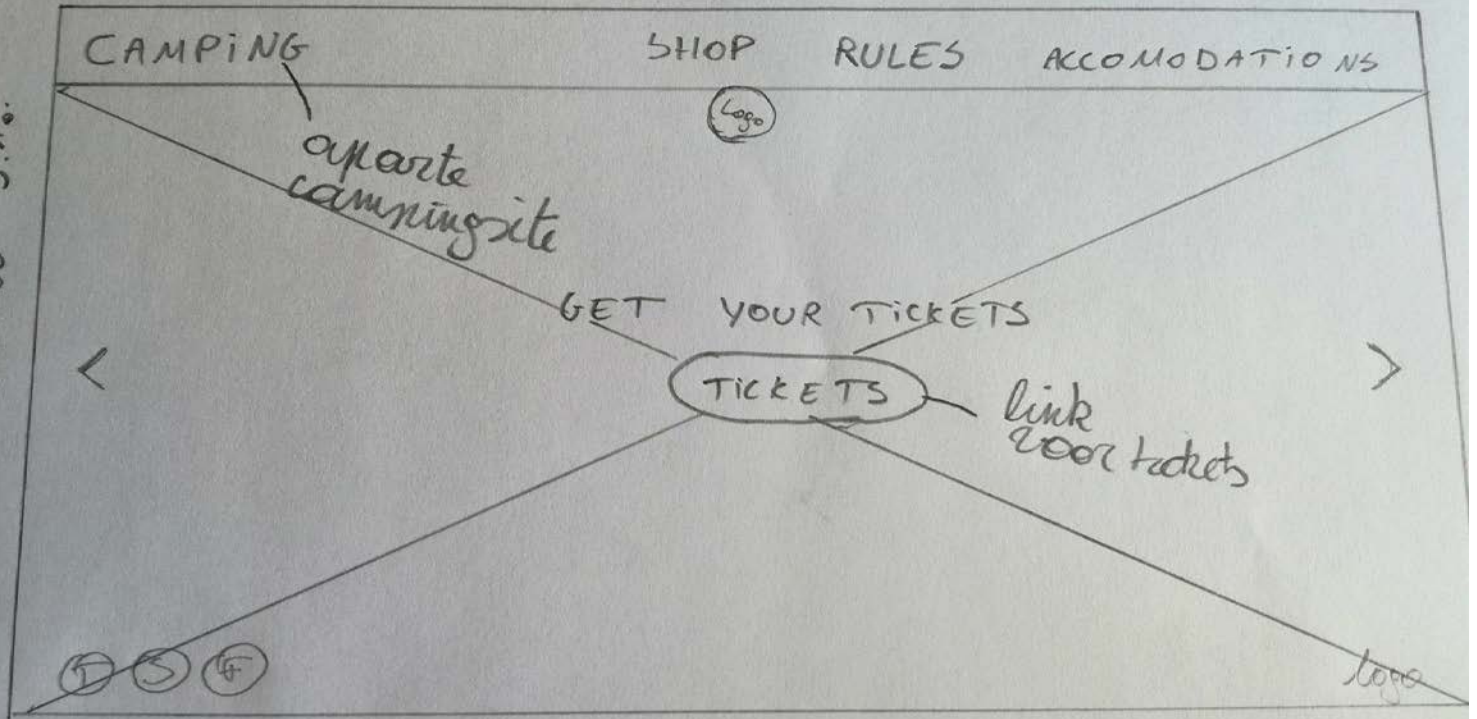 CAMPiNG SHOP RULES ACCOMODATiONS
Logo
aparte
campingsite
GET YOUR TiCKETS
< >
TiCKETS
link
voor tickets
logo